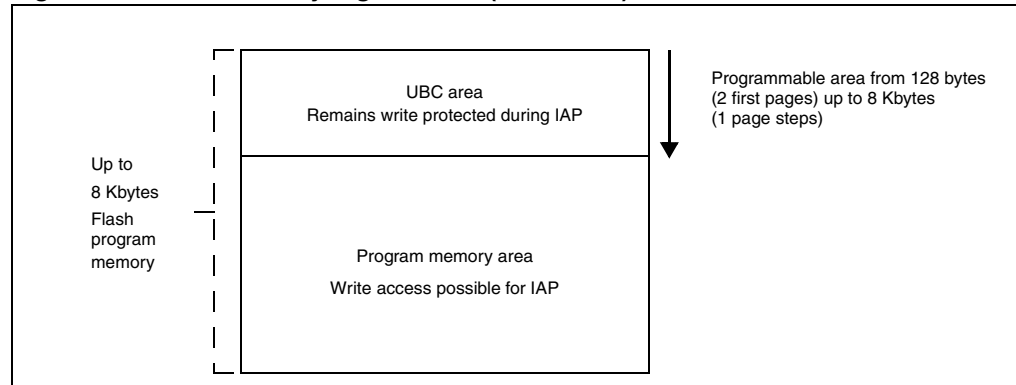 UBC area
Remains write protected during IAP
Programmable area from 128 bytes
(2 first pages) up to 8 Kbytes
(1 page steps)
Up to
8 Kbytes
Flash
program
memory
Program memory area
Write access possible for IAP